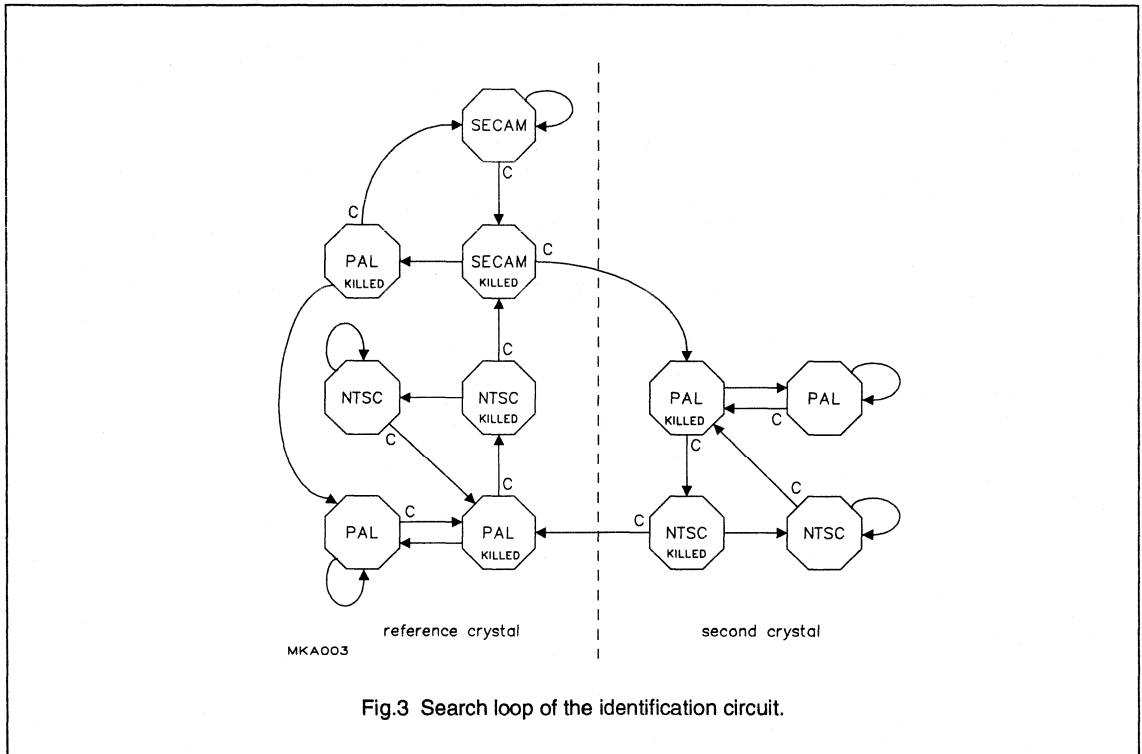 SECAM
C
C
PAL
KILLED
SECAM
KILLED
C
C
NTSC
NTSC
KILLED
PAL
KILLED
PAL
C
C
C
C
C
PAL
C
PAL
KILLED
C
NTSC
KILLED
NTSC
reference crystal
second crystal
MKA003
Fig.3 Search loop of the identification circuit.